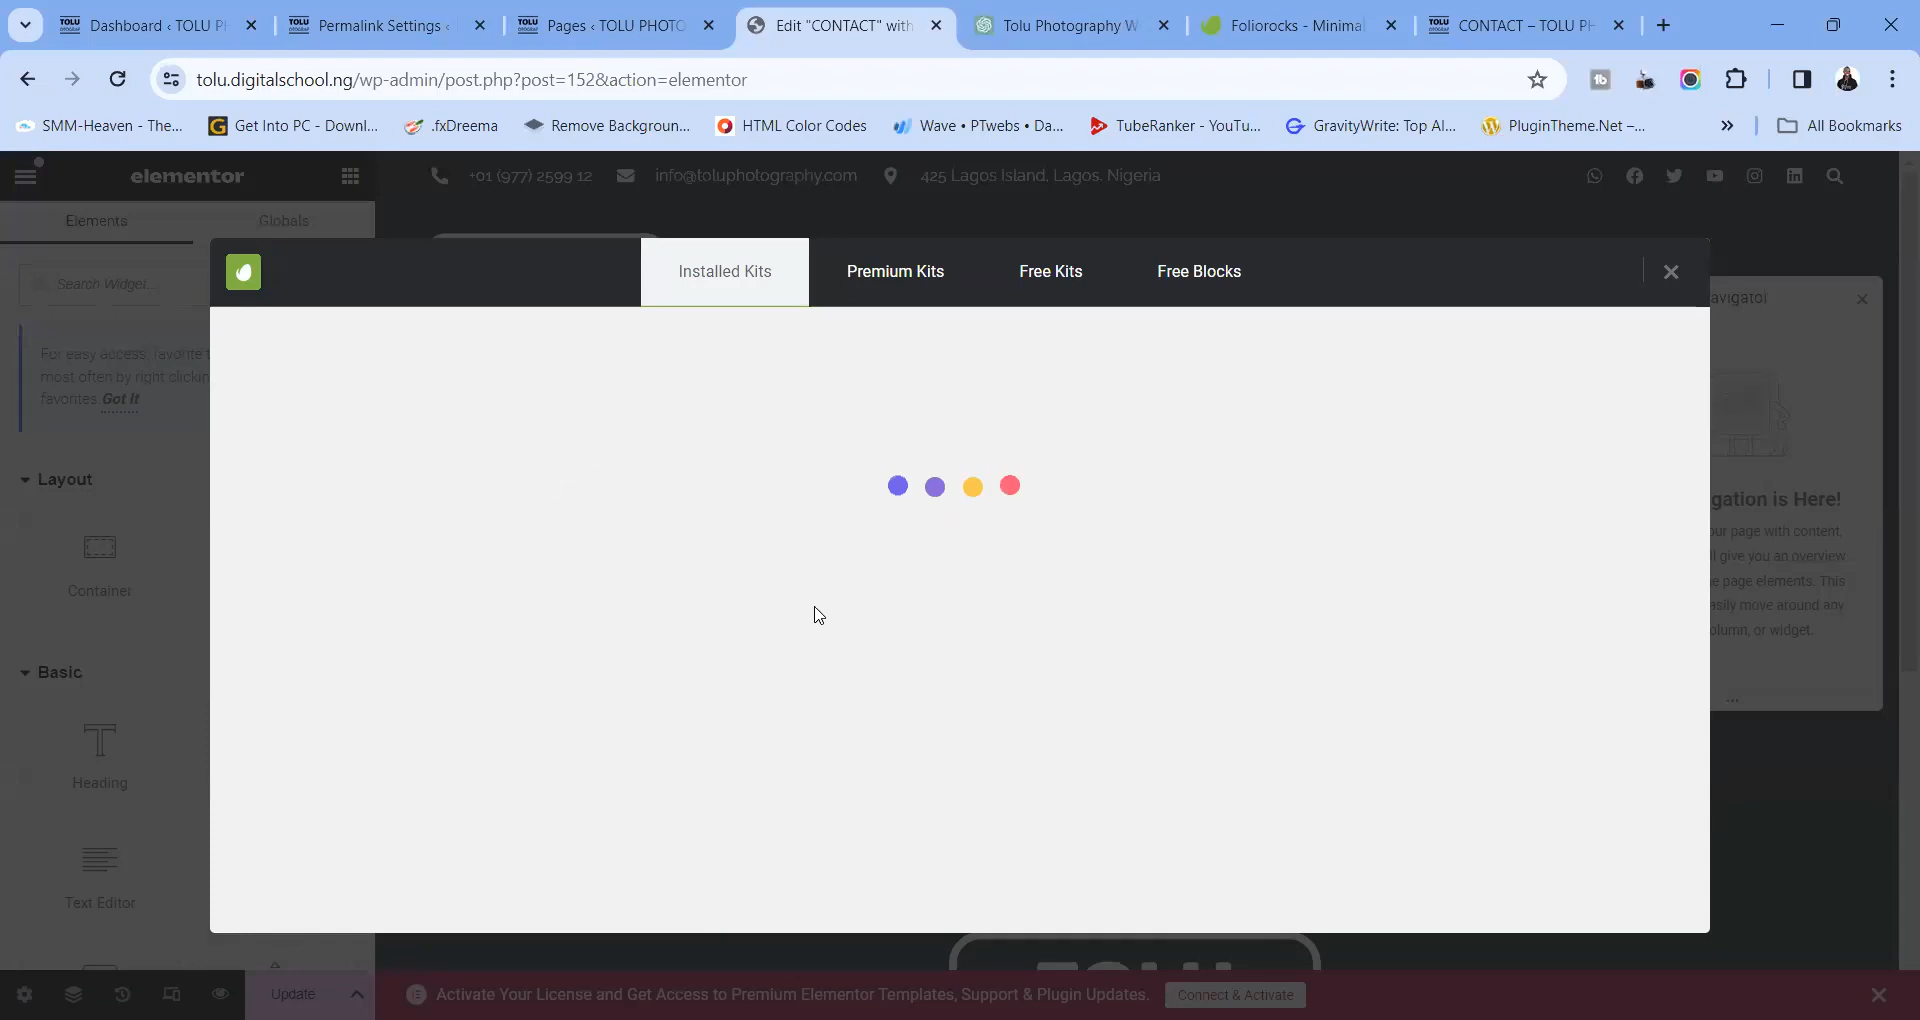 Dashboard ‹ TOLU P
Permalink Settings ‹
Pages ‹ TOLU PHOTO
Edit "CONTACT" with
Tolu Photography W
Foliorocks - Minimal
CONTACT – TOLU PH
tolu.digitalschool.ng/wp-admin/post.php?post=152&action=elementor
SMM-Heaven - The...
Get Into PC - Downl...
.fxDreema
Remove Backgroun...
HTML Color Codes
Wave • PTwebs • Da...
TubeRanker - YouTu...
GravityWrite: Top AI...
PluginTheme.Net –...
All Bookmarks
elementor
+01 (977) 2599 12
info@toluphotography.com
425 Lagos Island, Lagos. Nigeria
Elements
Globals
Installed Kits
Premium Kits
Free Kits
Free Blocks
Search Widget...
avigator
For easy access, favorite t
most often by right clickin
favorites Got It
Layout
Container
gation is Here!
our page with content,
ll give you an overview
e page elements. This
asily move around any
olumn, or widget.
Basic
Heading
Text Editor
TOLU
Update
Activate Your License and Get Access to Premium Elementor Templates, Support & Plugin Updates.
Connect & Activate